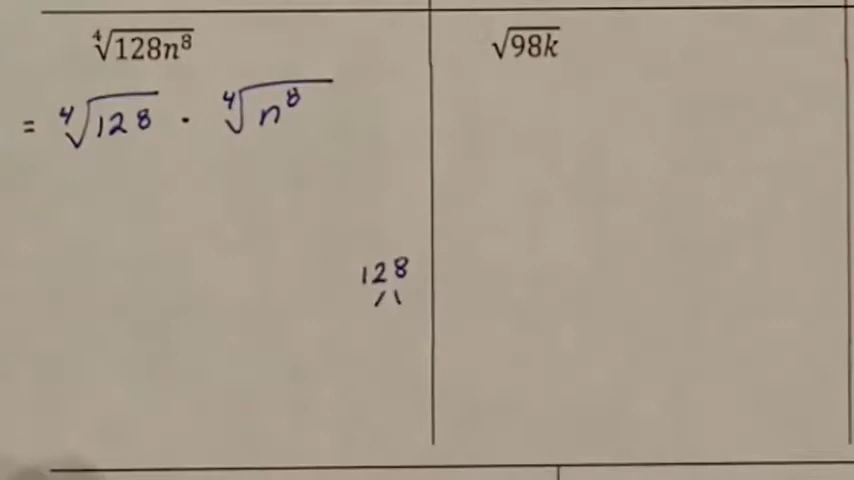 ∜128n⁸
√98k
= ∜128 · ∜n⁸
128